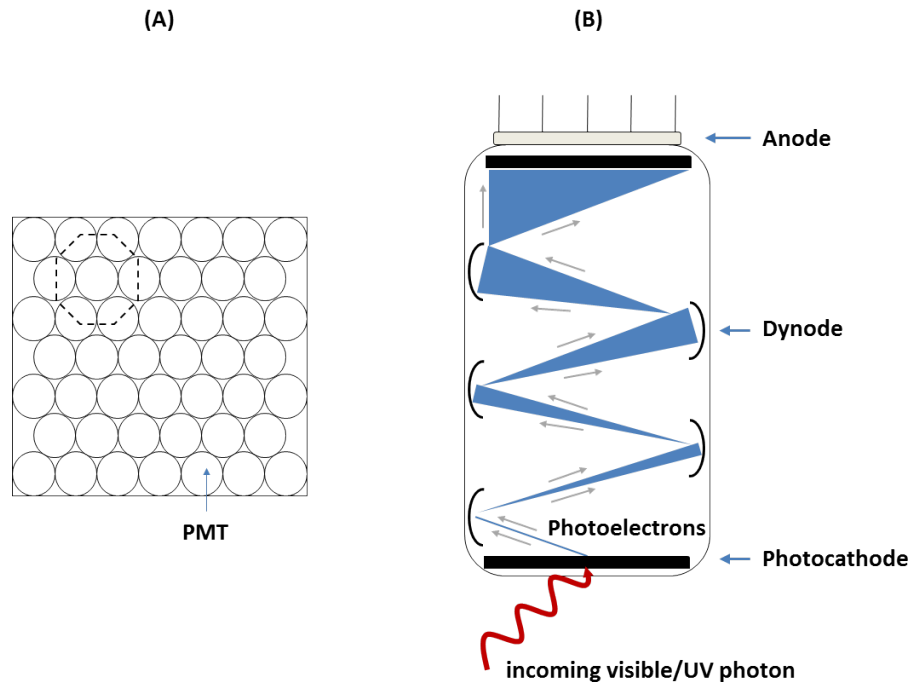 (A)
(B)
Anode
Dynode
PMT
Photoelectrons
Photocathode
incoming visible/UV photon